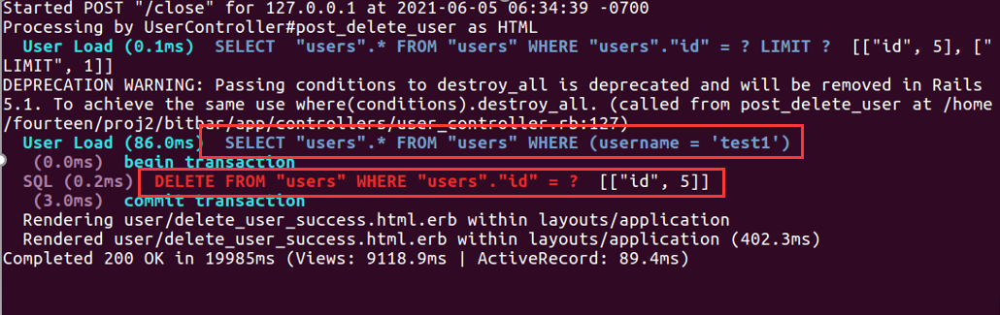 Started POST "/close" for 127.0.0.1 at 2021-06-05 06:34:39 -0700
Processing by UserController#post_delete_user as HTML
User Load (0.1ms)  SELECT  "users".* FROM "users" WHERE "users"."id" = ? LIMIT ?  [["id", 5], ["
LIMIT", 1]]
DEPRECATION WARNING: Passing conditions to destroy_all is deprecated and will be removed in Rails
5.1. To achieve the same use where(conditions).destroy_all. (called from post_delete_user at /home
/fourteen/proj2/bitbar/app/controllers/user_controller.rb:127)
User Load (86.0ms)  SELECT "users".* FROM "users" WHERE (username = 'test1')
(0.0ms)  begin transaction
SQL (0.2ms)  DELETE FROM "users" WHERE "users"."id" = ?  [["id", 5]]
(3.0ms)  commit transaction
Rendering user/delete_user_success.html.erb within layouts/application
Rendered user/delete_user_success.html.erb within layouts/application (402.3ms)
Completed 200 OK in 19985ms (Views: 9118.9ms | ActiveRecord: 89.4ms)